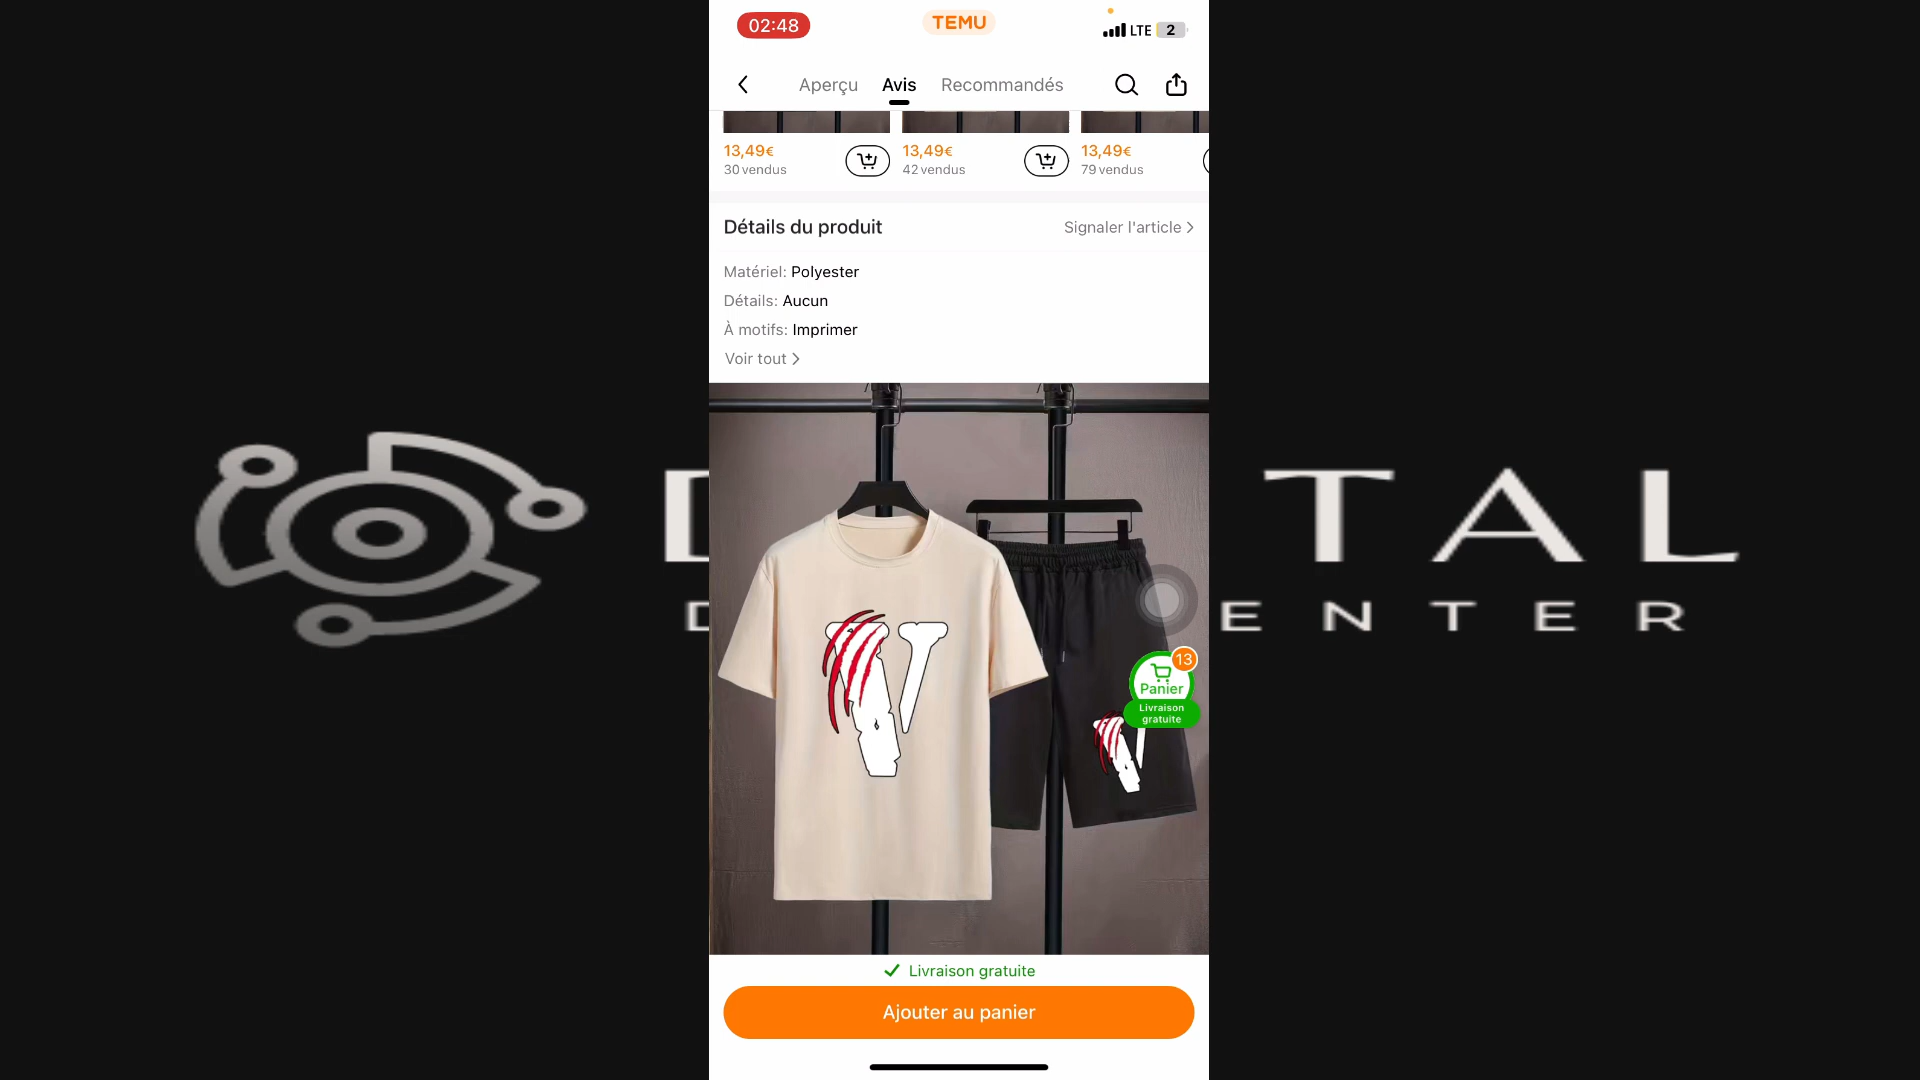 02:48
TEMU
LTE 2
Aperçu Avis Recommandés
13,49€ 13,49€ 13,49€
30 vendus 42 vendus 79 vendus
Détails du produit Signaler l'article
Matériel: Polyester
Détails: Aucun
À motifs: Imprimer
Voir tout
D TAL
D ENTER
V
13
Panier
Livraison
gratuite
Livraison gratuite
Ajouter au panier